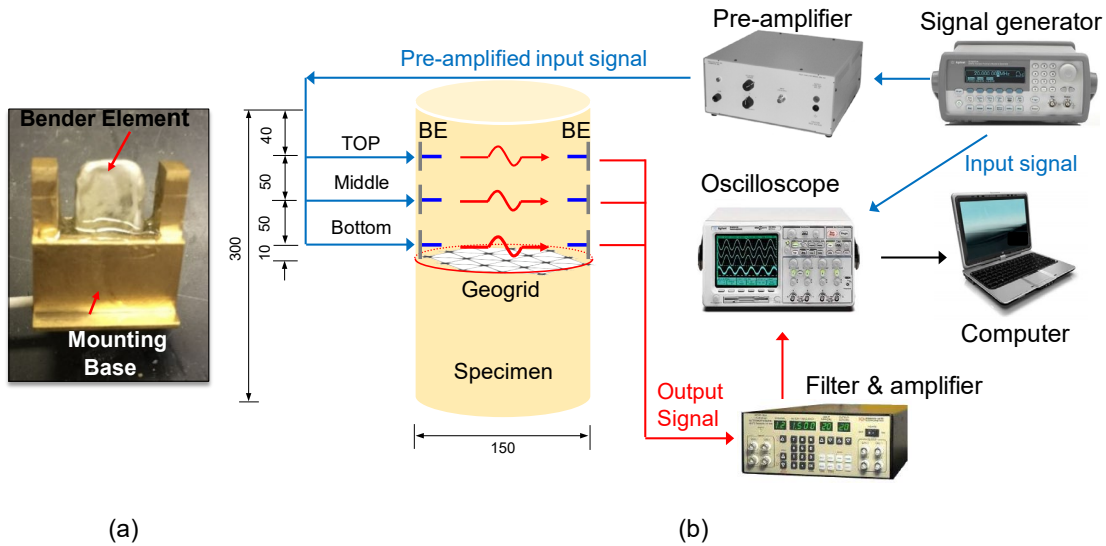 Pre-amplifier
Signal generator
Pre-amplified input signal
Bender Element
BE
BE
40
TOP
50
Middle
50
Bottom
10
300
Input signal
Oscilloscope
Geogrid
Computer
Mounting
Base
Specimen
Output
Signal
Filter & amplifier
150
(a)
(b)